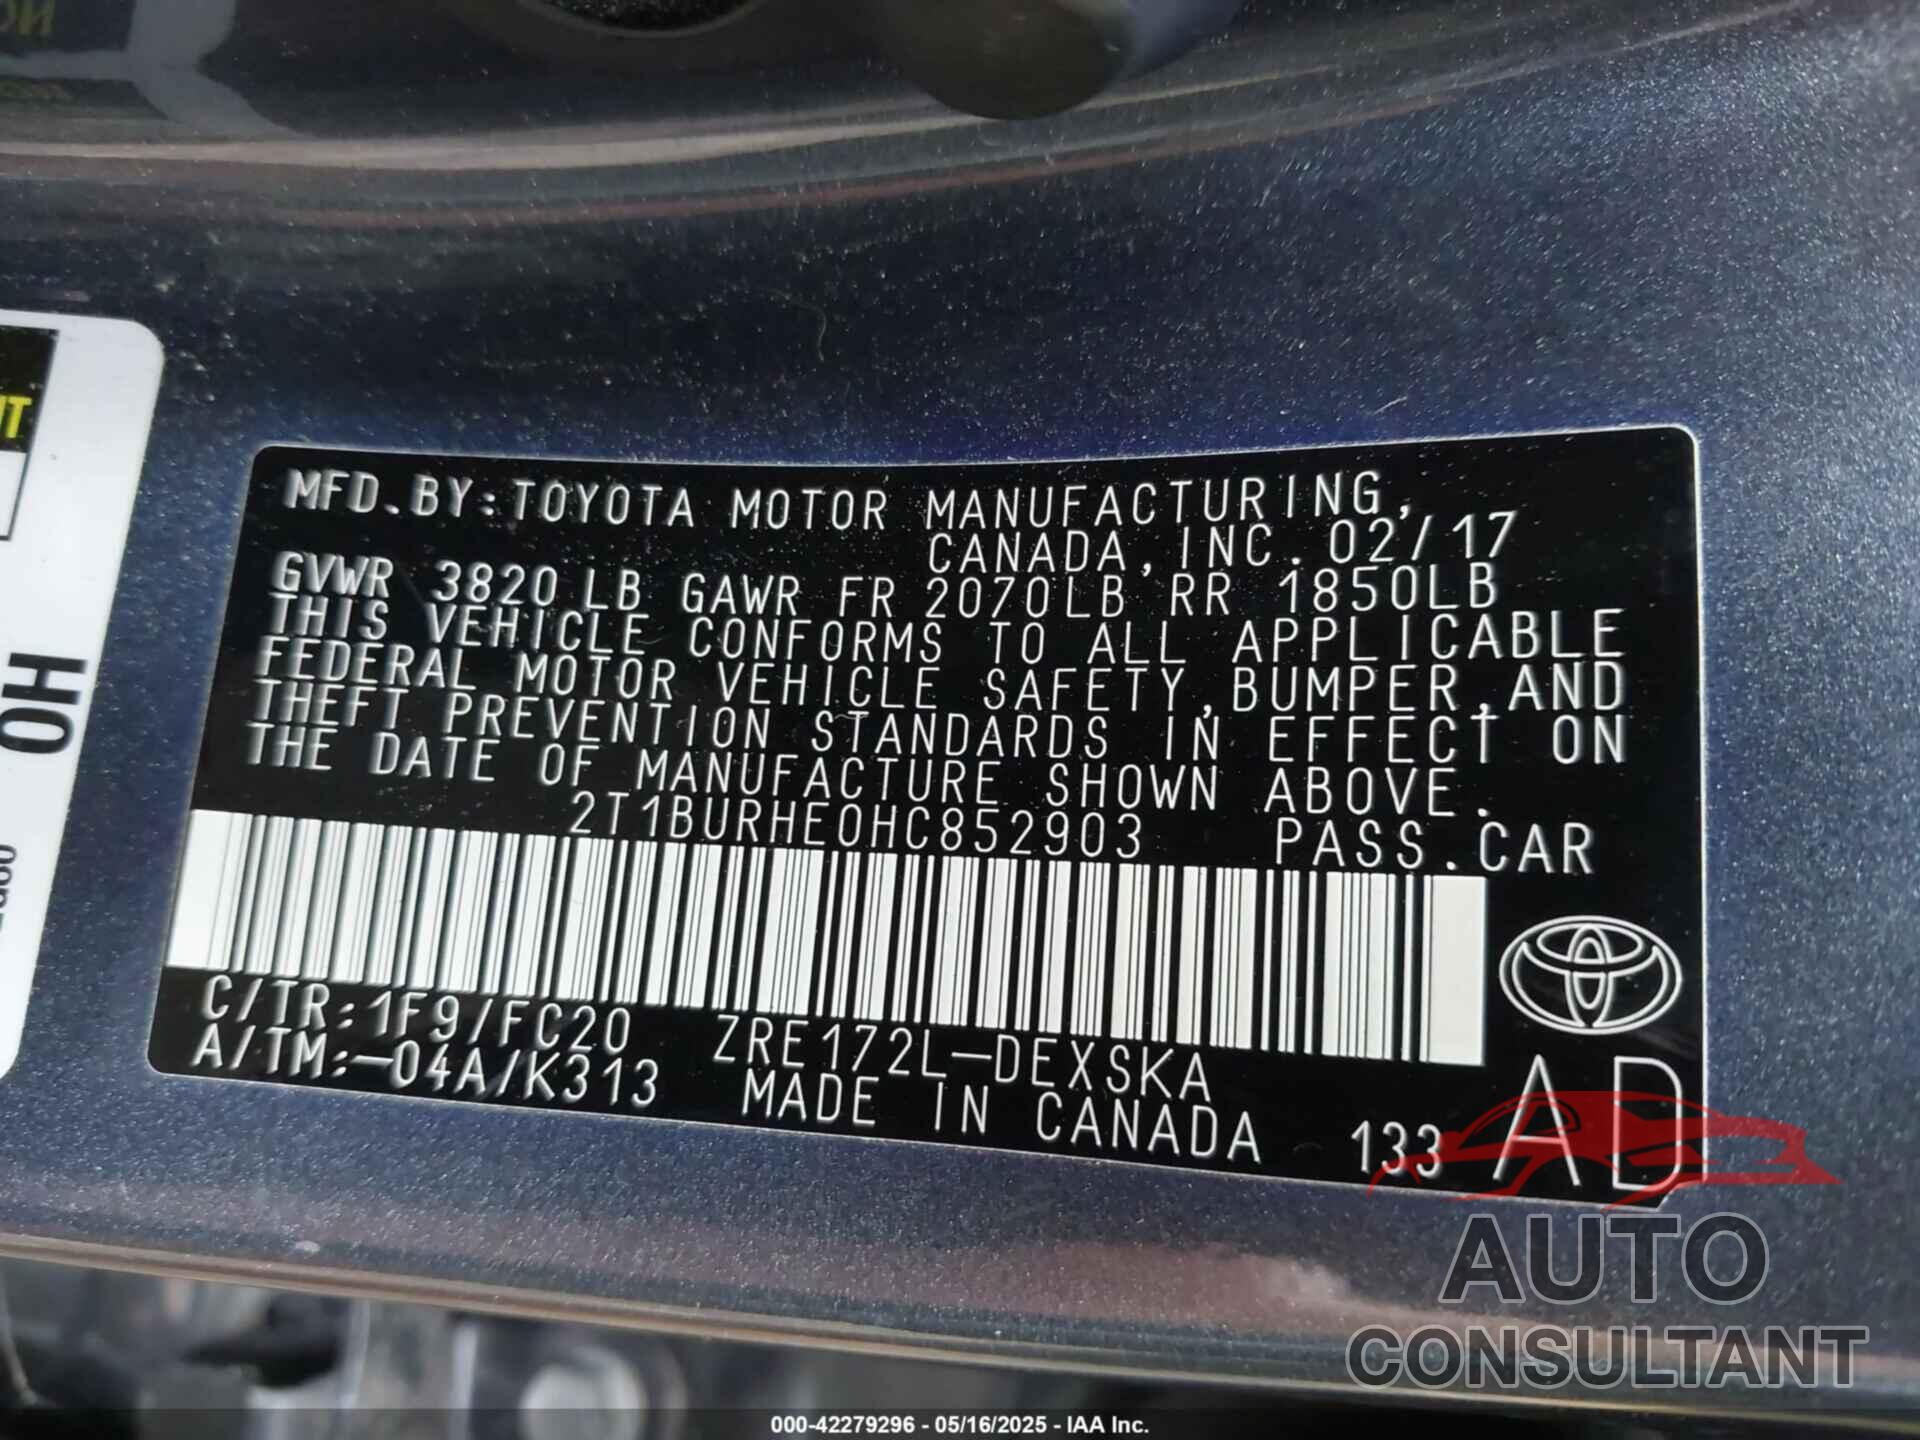 MFD.BY:TOYOTA MOTOR MANUFACTURING,
CANADA,INC.02/17
GVWR 3820LB GAWR FR 2070LB RR 1850LB
THIS VEHICLE CONFORMS TO ALL APPLICABLE
FEDERAL MOTOR VEHICLE SAFETY,BUMPER,AND
THEFT PREVENTION STANDARDS IN EFFECT ON
THE DATE OF MANUFACTURE SHOWN ABOVE.
2T1BURHE0HC852903 PASS.CAR
C/TR:1F9/FC20 ZRE172L-DEXSKA
A/TM:-04A/K313 MADE IN CANADA 133 AD
OH
AUTO
CONSULTANT
000-42279296 - 05/16/2025 - IAA Inc.